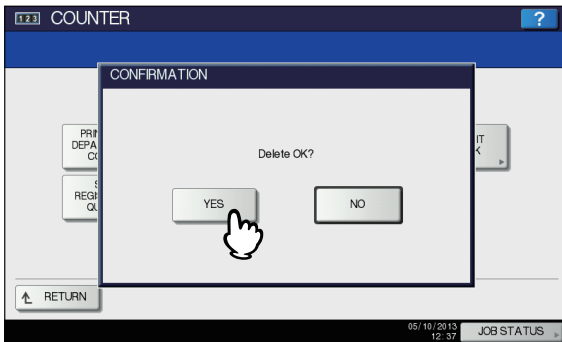 123 COUNTER
?
CONFIRMATION
Delete OK?
YES
NO
RETURN
05/10/2013
12:37
JOB STATUS